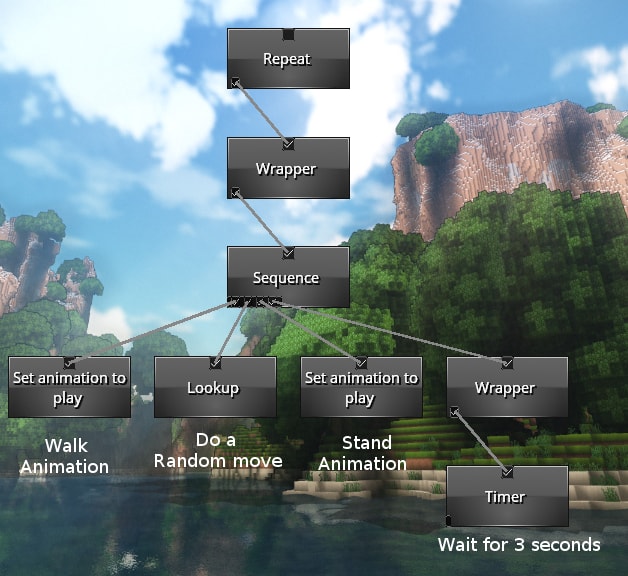 Repeat
Wrapper
Sequence
Set animation to
play
Lookup
Set animation to
play
Wrapper
Walk
Animation
Do a
Random move
Stand
Animation
Timer
Wait for 3 seconds